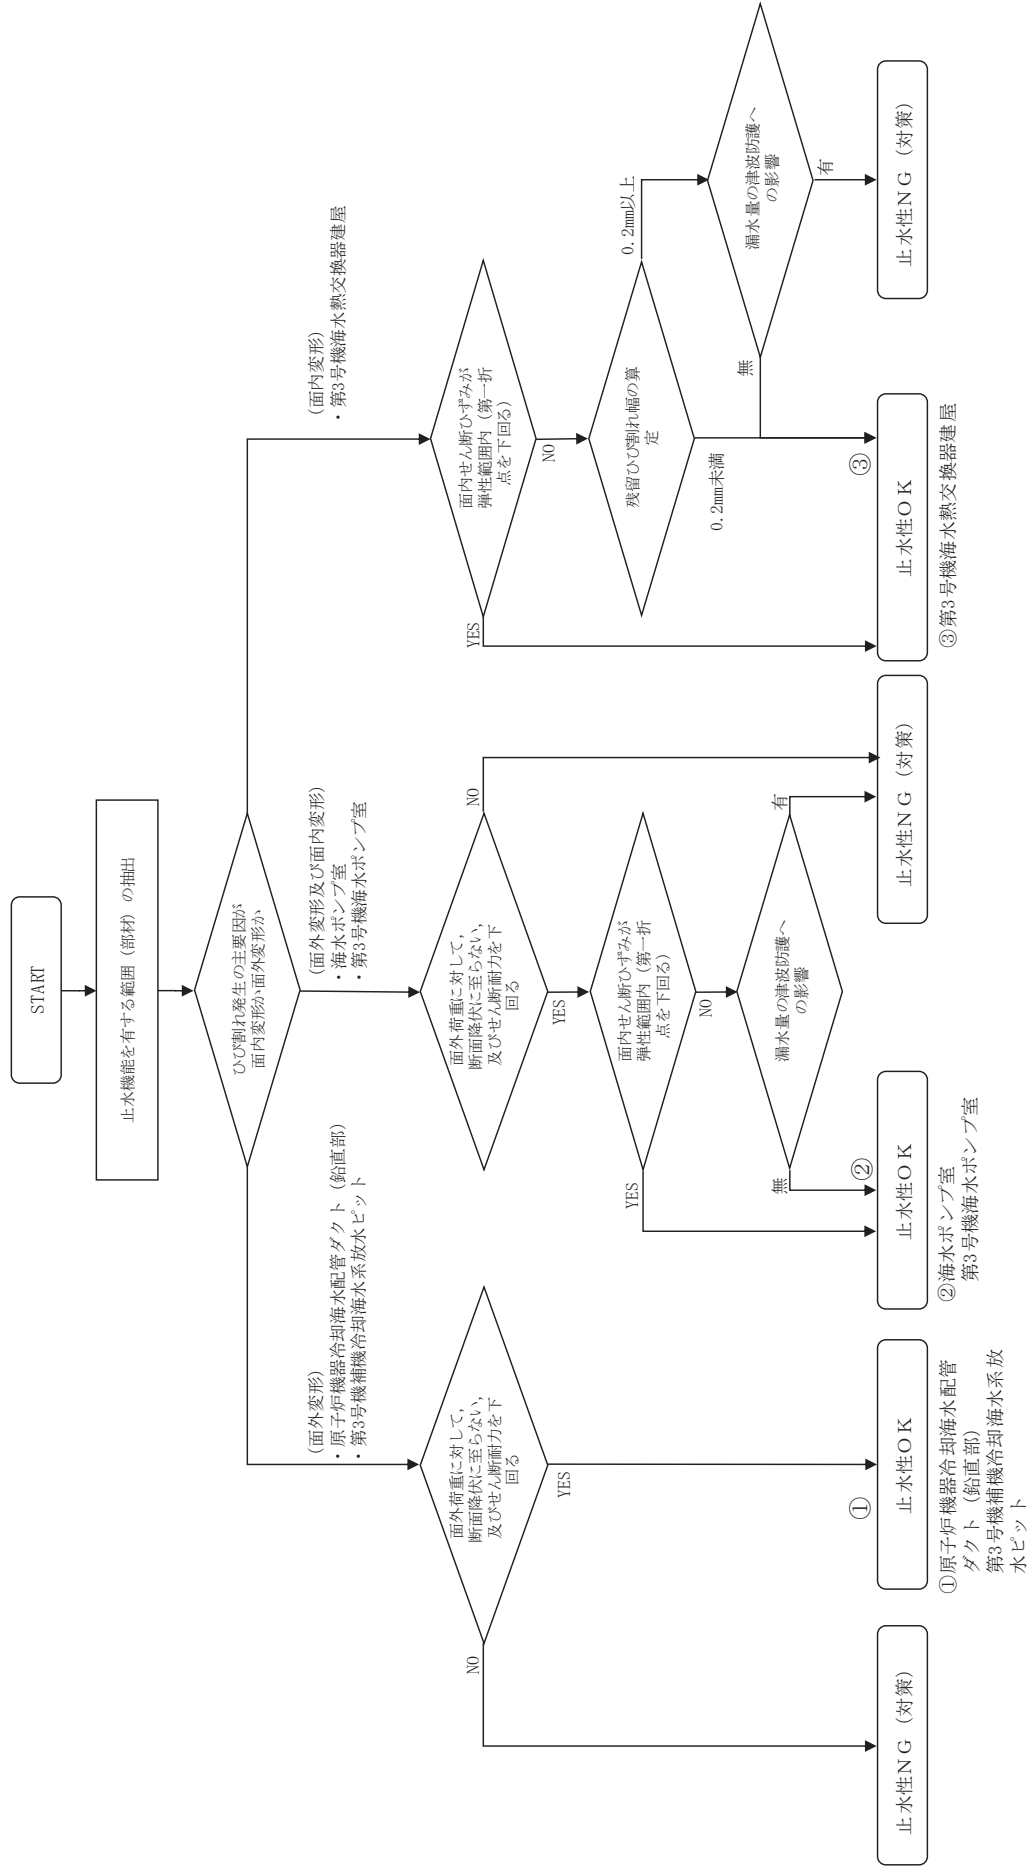 START
止水機能を有する範囲（部材）の抽出
ひび割れ発生の主要因が
面内変形か面外変形か
（面外変形）
・原子炉機器冷却海水配管ダクト（鉛直部）
・第3号機補機冷却海水系放水ピット
面外荷重に対して，
断面降伏に至らない，
及びせん断耐力を下
回る
NO
YES
止水性NG（対策）
①
止水性OK
①原子炉機器冷却海水配管
ダクト（鉛直部）
第3号機補機冷却海水系放
水ピット
（面外変形及び面内変形）
・海水ポンプ室
・第3号機海水ポンプ室
面外荷重に対して，
断面降伏に至らない，
及びせん断耐力を下
回る
YES
NO
面内せん断ひずみが
弾性範囲内（第一折
点を下回る）
YES
NO
漏水量の津波防護へ
の影響
無
有
②
止水性OK
②海水ポンプ室
第3号機海水ポンプ室
止水性NG（対策）
（面内変形）
・第3号機海水熱交換器建屋
面内せん断ひずみが
弾性範囲内（第一折
点を下回る）
YES
NO
残留ひび割れ幅の算
定
0.2mm未満
0.2mm以上
漏水量の津波防護へ
の影響
無
有
③
止水性OK
③第3号機海水熱交換器建屋
止水性NG（対策）